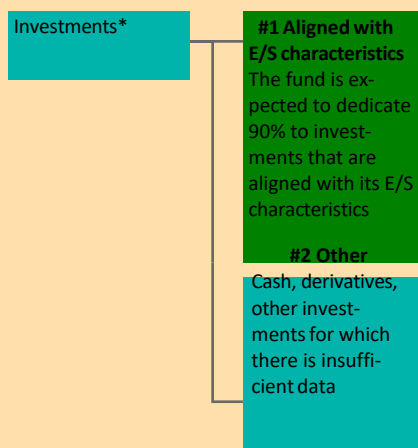 Investments*
#1 Aligned with
E/S characteristics
The fund is ex-
pected to dedicate
90% to invest-
ments that are
aligned with its E/S
characteristics
#2 Other
Cash, derivatives,
other invest-
ments for which
there is insuffi-
cient data